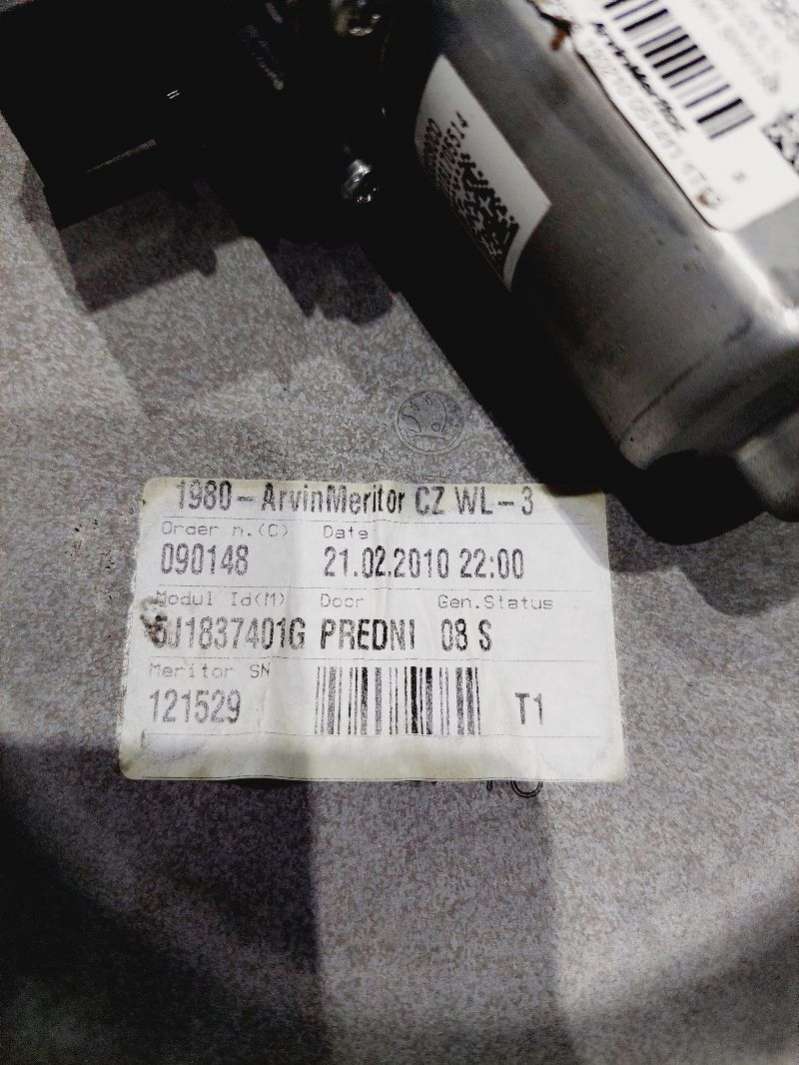 ArvinMeritor
1980-ArvinMeritor CZ WL-3
Order n.(C) Date
090148 21.02.2010 22:00
Modul Id(M) Door Gen.Status
5J1837401G PREDNI 08 S
Meritor SN
121529 T1